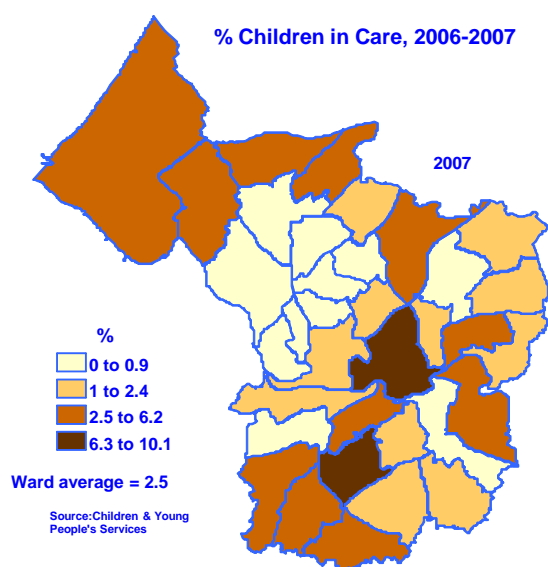 % Children in Care, 2006-2007
2007
%
0 to 0.9
1 to 2.4
2.5 to 6.2
6.3 to 10.1
Ward average = 2.5
Source:Children & Young
People's Services